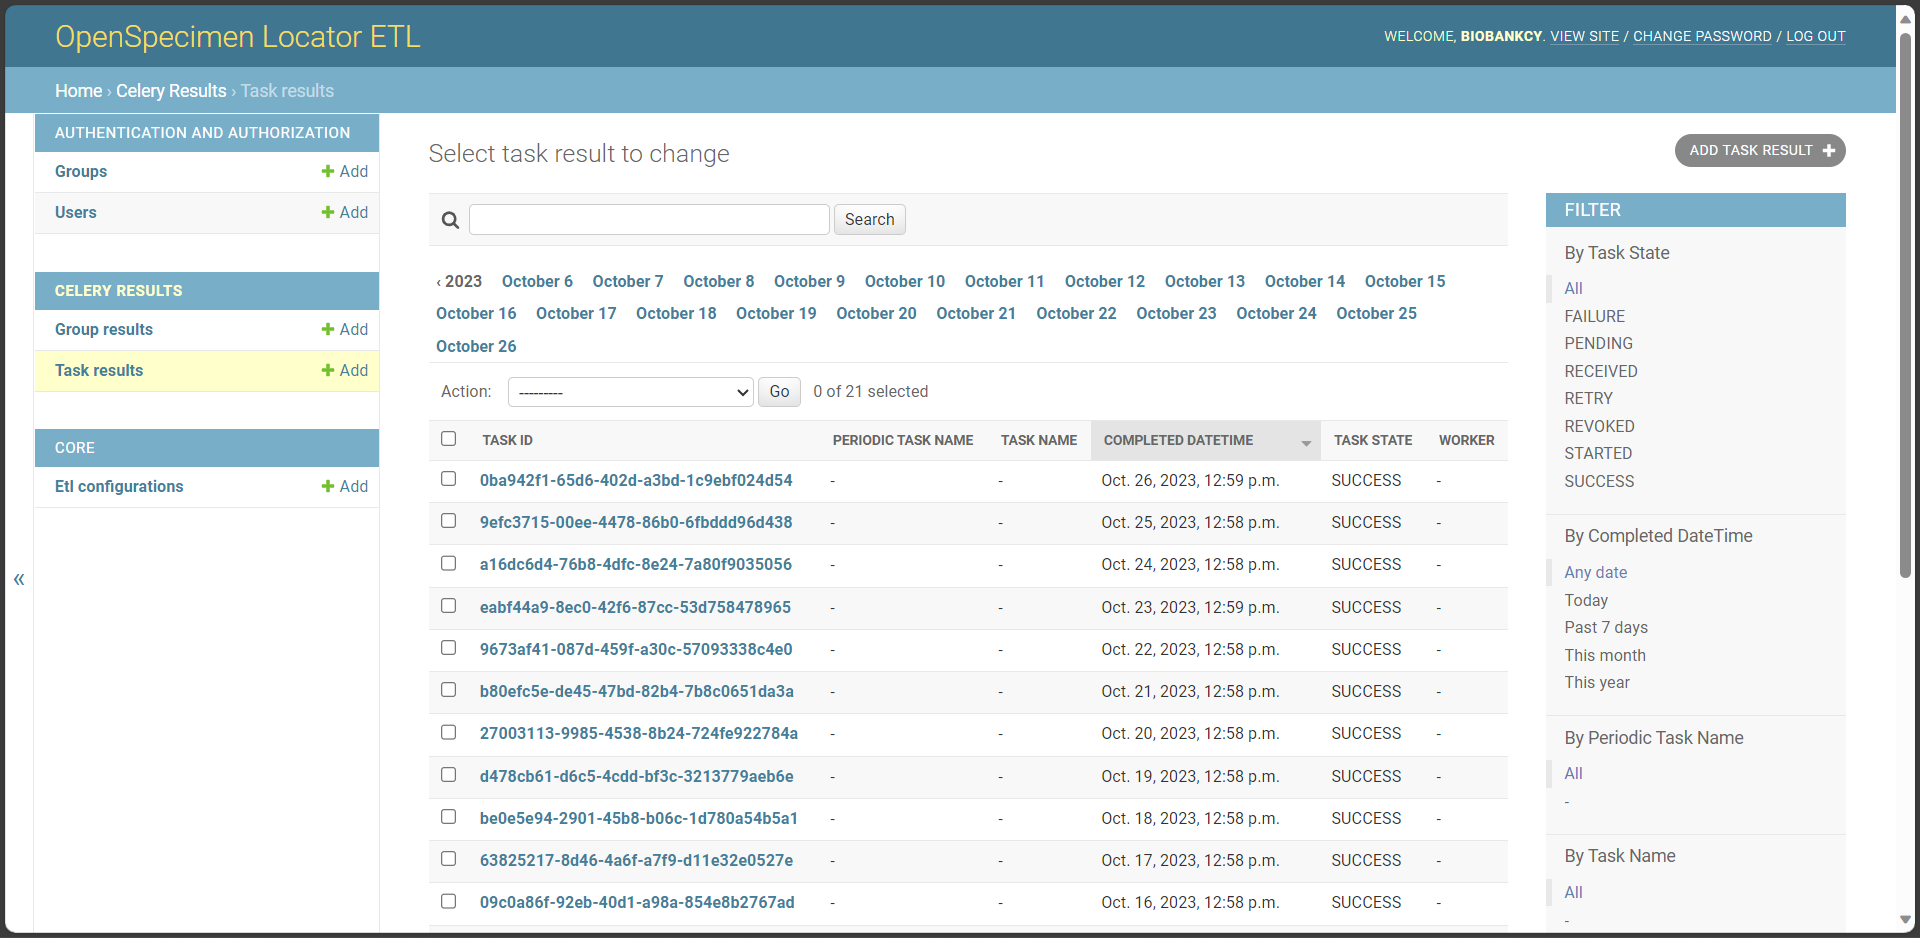 OpenSpecimen Locator ETL
WELCOME, BIOBANKCY. VIEW SITE / CHANGE PASSWORD / LOG OUT
Home › Celery Results › Task results
AUTHENTICATION AND AUTHORIZATION
Groups + Add
Users + Add
CELERY RESULTS
Group results + Add
Task results + Add
CORE
Etl configurations + Add
«
Select task result to change
ADD TASK RESULT +
Search
‹ 2023 October 6 October 7 October 8 October 9 October 10 October 11 October 12 October 13 October 14 October 15
October 16 October 17 October 18 October 19 October 20 October 21 October 22 October 23 October 24 October 25
October 26
Action: --------- Go 0 of 21 selected
TASK ID PERIODIC TASK NAME TASK NAME COMPLETED DATETIME TASK STATE WORKER
0ba942f1-65d6-402d-a3bd-1c9ebf024d54 - - Oct. 26, 2023, 12:59 p.m. SUCCESS -
9efc3715-00ee-4478-86b0-6fbddd96d438 - - Oct. 25, 2023, 12:58 p.m. SUCCESS -
a16dc6d4-76b8-4dfc-8e24-7a80f9035056 - - Oct. 24, 2023, 12:58 p.m. SUCCESS -
eabf44a9-8ec0-42f6-87cc-53d758478965 - - Oct. 23, 2023, 12:59 p.m. SUCCESS -
9673af41-087d-459f-a30c-57093338c4e0 - - Oct. 22, 2023, 12:58 p.m. SUCCESS -
b80efc5e-de45-47bd-82b4-7b8c0651da3a - - Oct. 21, 2023, 12:58 p.m. SUCCESS -
27003113-9985-4538-8b24-724fe922784a - - Oct. 20, 2023, 12:58 p.m. SUCCESS -
d478cb61-d6c5-4cdd-bf3c-3213779aeb6e - - Oct. 19, 2023, 12:58 p.m. SUCCESS -
be0e5e94-2901-45b8-b06c-1d780a54b5a1 - - Oct. 18, 2023, 12:58 p.m. SUCCESS -
63825217-8d46-4a6f-a7f9-d11e32e0527e - - Oct. 17, 2023, 12:58 p.m. SUCCESS -
09c0a86f-92eb-40d1-a98a-854e8b2767ad - - Oct. 16, 2023, 12:58 p.m. SUCCESS -
FILTER
By Task State
All
FAILURE
PENDING
RECEIVED
RETRY
REVOKED
STARTED
SUCCESS
By Completed DateTime
Any date
Today
Past 7 days
This month
This year
By Periodic Task Name
All
-
By Task Name
All
-